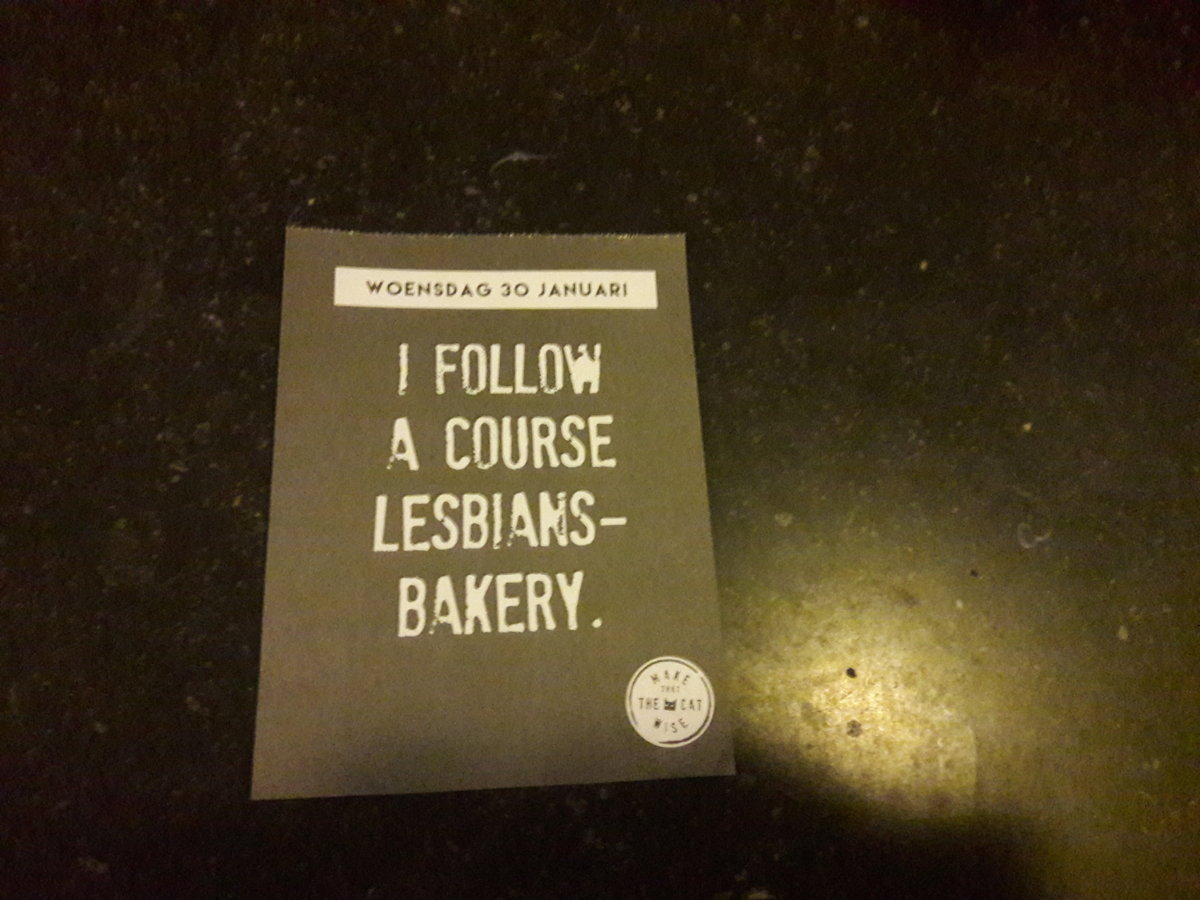 WOENSDAG 30 JANUARI
I FOLLOW
A COURSE
LESBIANS-
BAKERY.
MAKE
THAT
THE CAT
WISE